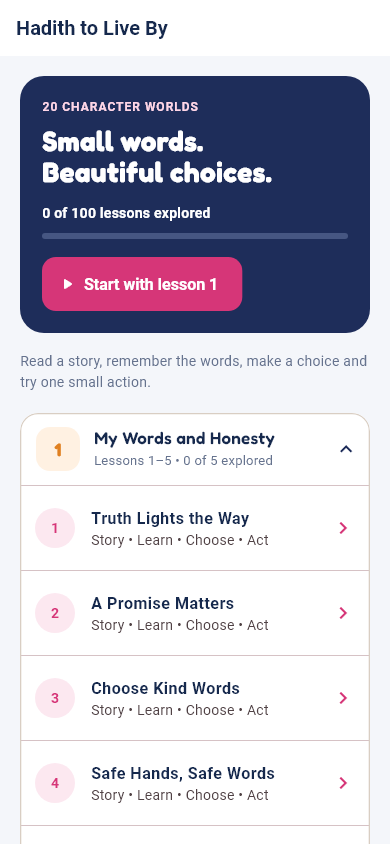 Hadith to Live By
20 CHARACTER WORLDS
Small words.
Beautiful choices.
0 of 100 lessons explored
Start with lesson 1
Read a story, remember the words, make a choice and
try one small action.
1
My Words and Honesty
Lessons 1–5 • 0 of 5 explored
1
Truth Lights the Way
Story • Learn • Choose • Act
2
A Promise Matters
Story • Learn • Choose • Act
3
Choose Kind Words
Story • Learn • Choose • Act
4
Safe Hands, Safe Words
Story • Learn • Choose • Act